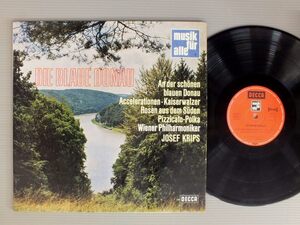 musik
für
alle
DIE BLAUE DONAU
An der schönen
blauen Donau
Accelerationen · Kaiserwalzer
Rosen aus dem Süden
Pizzicato-Polka
Wiener Philharmoniker
JOSEF KRIPS
DECCA
DECCA